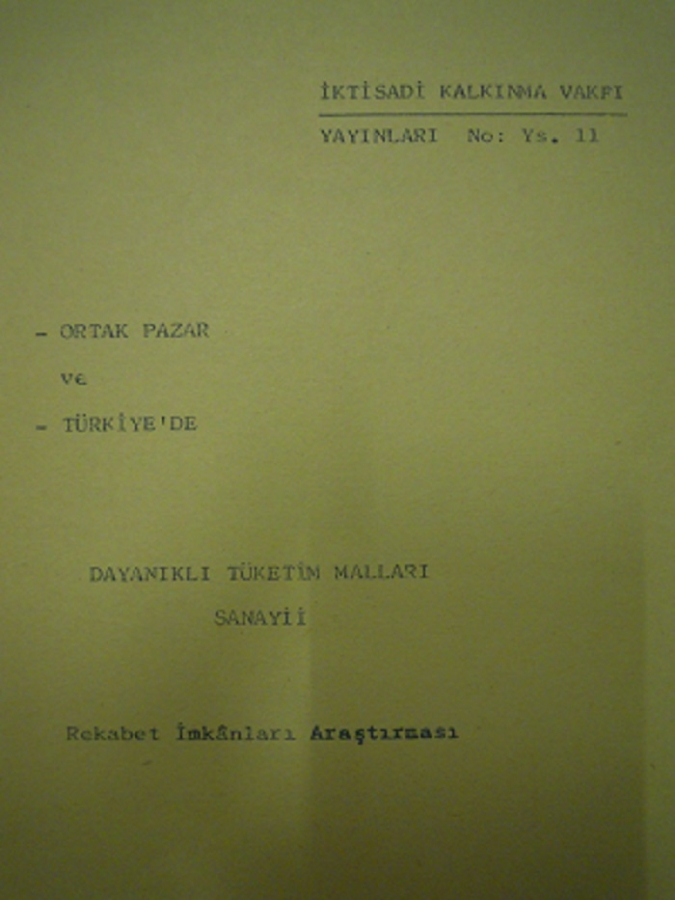 İKTİSADİ KALKINMA VAKFI
YAYINLARI No: Ys. 11
- ORTAK PAZAR
ve
- TÜRKİYE'DE
DAYANIKLI TÜKETİM MALLARI
SANAYİİ
Rekabet İmkânları Araştırması